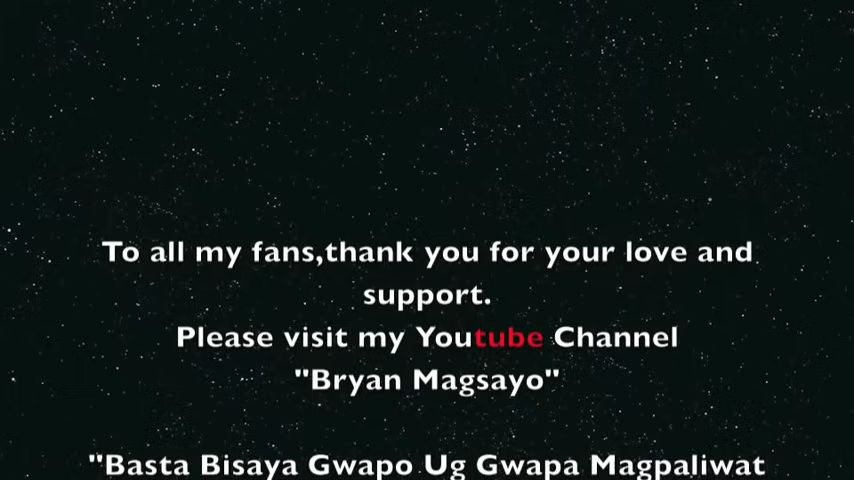 To all my fans,thank you for your love and
support.
Please visit my Youtube Channel
"Bryan Magsayo"
"Basta Bisaya Gwapo Ug Gwapa Magpaliwat